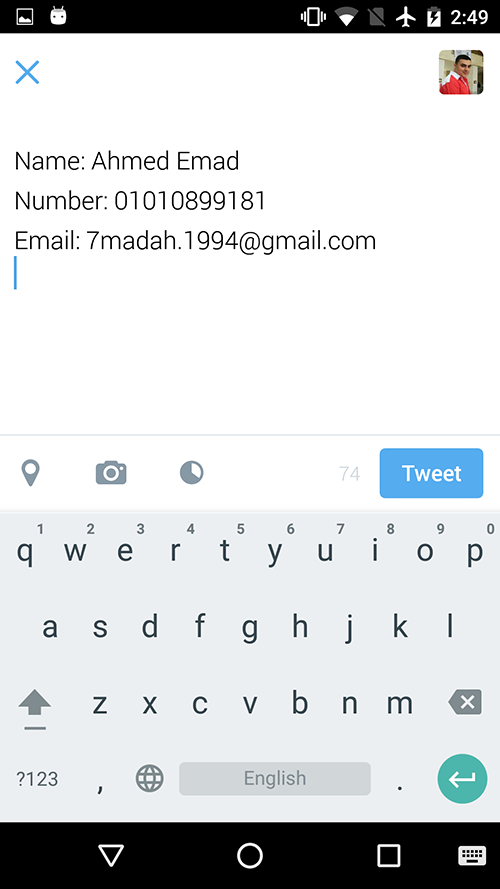 2:49
Name: Ahmed Emad
Number: 01010899181
Email: 7madah.1994@gmail.com
74 Tweet
1 2 3 4 5 6 7 8 9 0
q w e r t y u i o p
a s d f g h j k l
z x c v b n m
?123 , English .